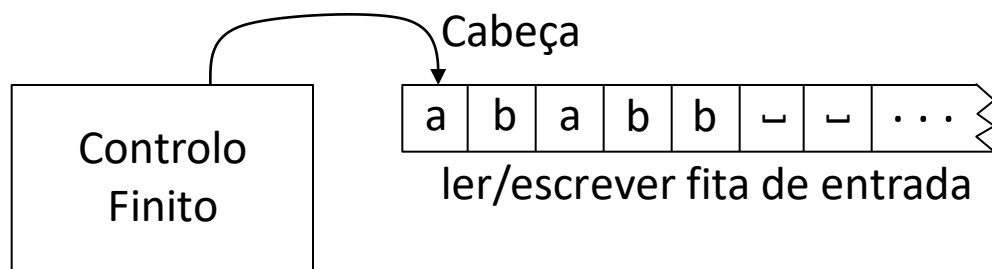 Cabeça
a b a b b ␣ ␣ ...
Controlo
Finito
ler/escrever fita de entrada